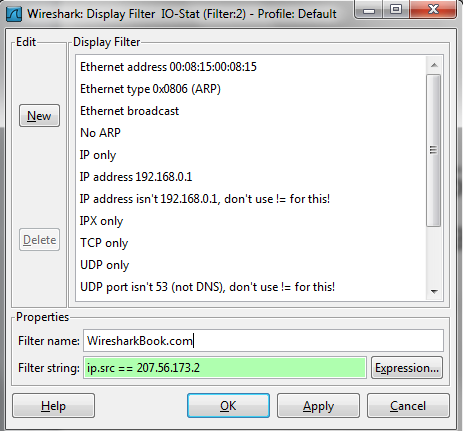 Wireshark: Display Filter IO-Stat (Filter:2) - Profile: Default
Edit
Display Filter
New
Delete
Ethernet address 00:08:15:00:08:15
Ethernet type 0x0806 (ARP)
Ethernet broadcast
No ARP
IP only
IP address 192.168.0.1
IP address isn't 192.168.0.1, don't use != for this!
IPX only
TCP only
UDP only
UDP port isn't 53 (not DNS), don't use != for this!
Properties
Filter name: WiresharkBook.com
Filter string: ip.src == 207.56.173.2 Expression...
Help OK Apply Cancel